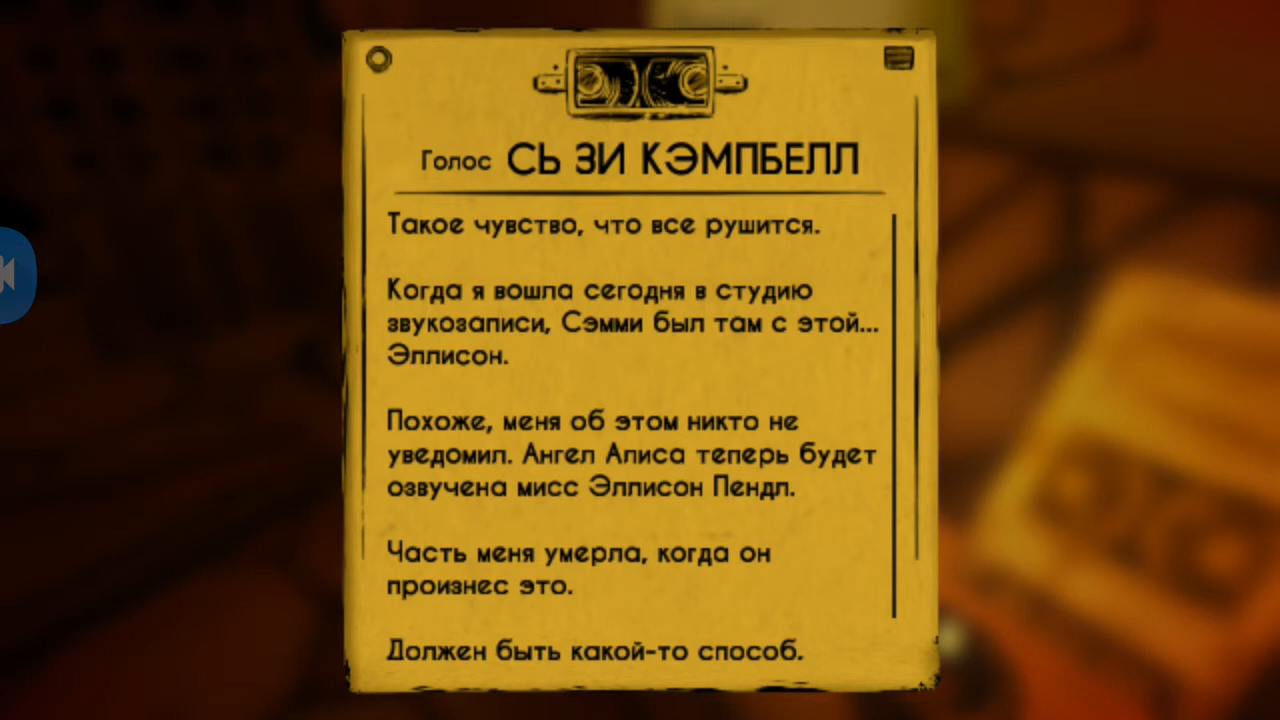 Голос СЬ ЗИ КЭМПБЕЛЛ
Такое чувство, что все рушится.
Когда я вошла сегодня в студию
звукозаписи, Сэмми был там с этой...
Эллисон.
Похоже, меня об этом никто не
уведомил. Ангел Алиса теперь будет
озвучена мисс Эллисон Пендл.
Часть меня умерла, когда он
произнес это.
Должен быть какой-то способ.